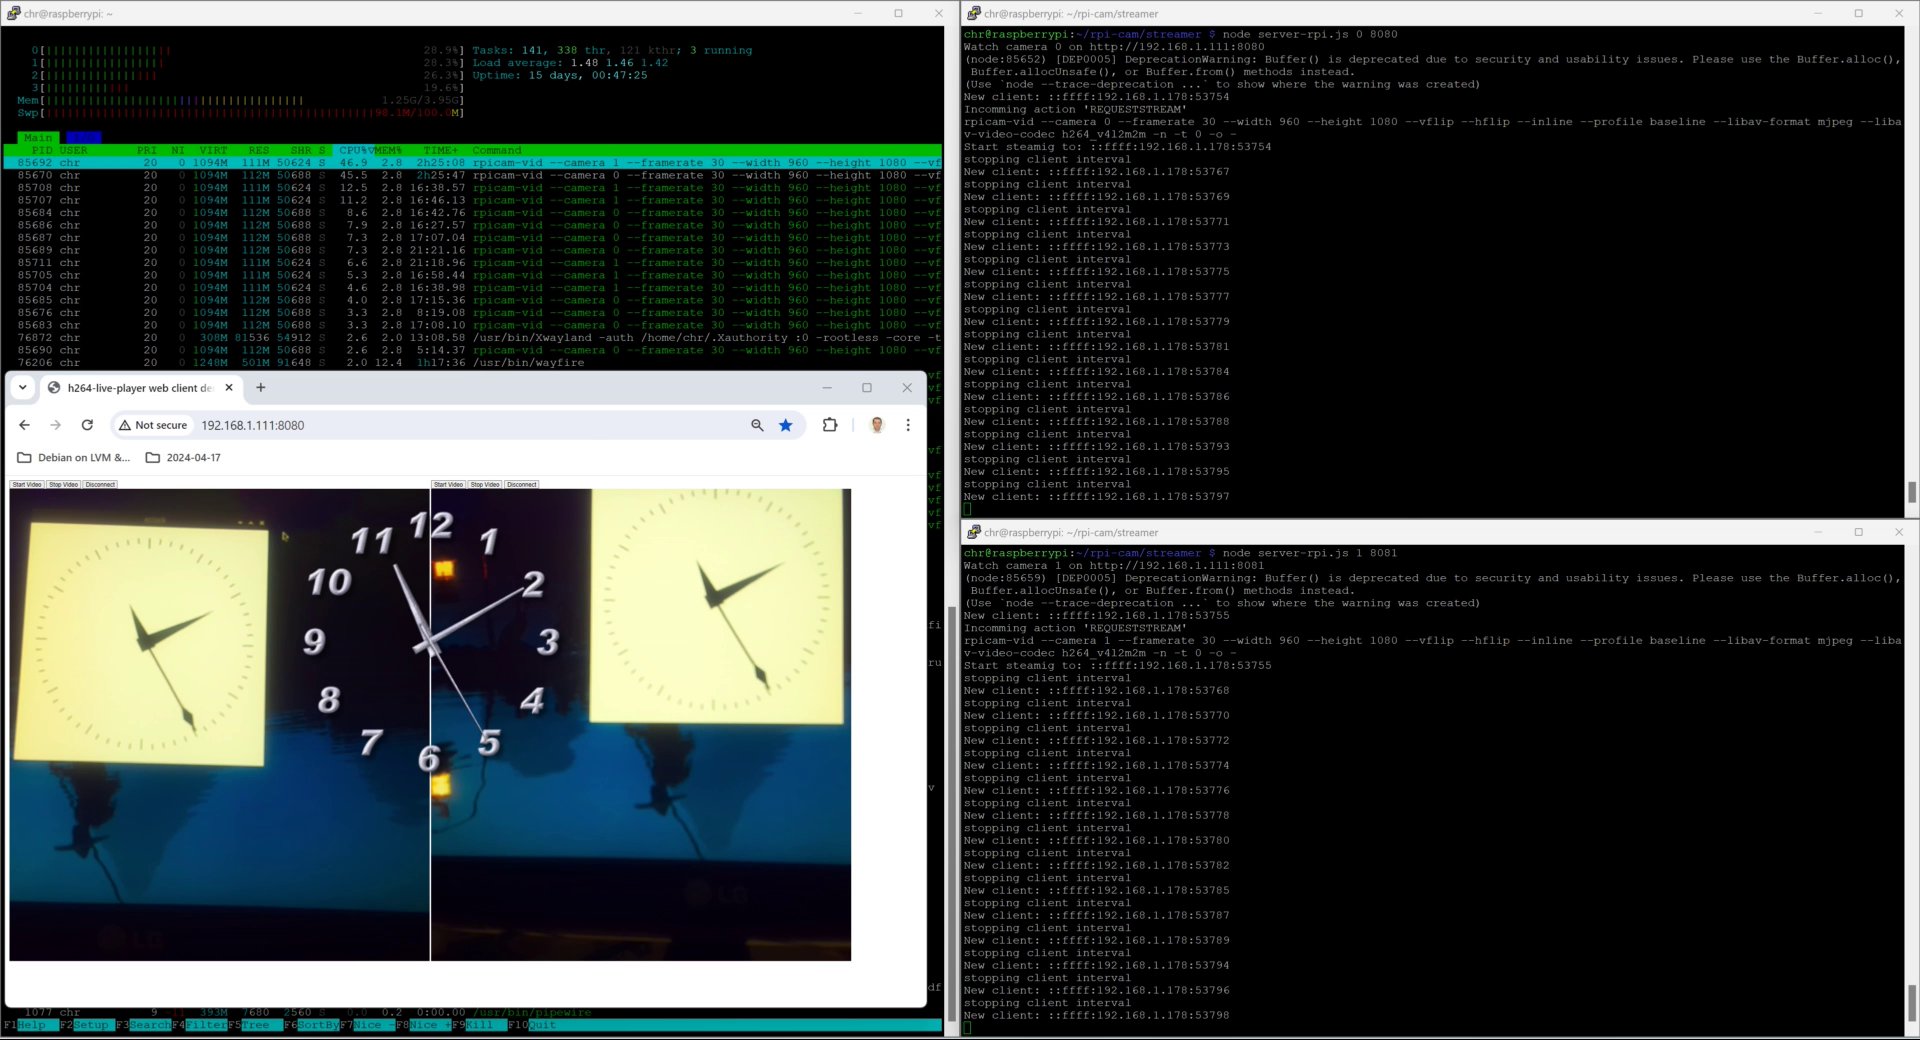 chr@raspberrypi: ~
0[ 28.9%] Tasks: 141, 338 thr, 121 kthr; 3 running
1[ 28.3%] Load average: 1.48 1.46 1.42
2[ 26.3%] Uptime: 15 days, 00:47:25
3[ 19.6%]
Mem[ 1.25G/3.95G]
Swp[ 98.1M/100.0M]
Main I/O
PID USER PRI NI VIRT RES SHR S CPU%▽MEM% TIME+ Command
85692 chr 20 0 1094M 111M 50624 S 46.9 2.8 2h25:08 rpicam-vid --camera 1 --framerate 30 --width 960 --height 1080 --vf
85670 chr 20 0 1094M 112M 50688 S 45.5 2.8 2h25:47 rpicam-vid --camera 0 --framerate 30 --width 960 --height 1080 --vf
85708 chr 20 0 1094M 111M 50624 S 12.5 2.8 16:38.57 rpicam-vid --camera 1 --framerate 30 --width 960 --height 1080 --vf
85707 chr 20 0 1094M 111M 50624 S 11.2 2.8 16:46.13 rpicam-vid --camera 1 --framerate 30 --width 960 --height 1080 --vf
85684 chr 20 0 1094M 112M 50688 S 8.6 2.8 16:42.76 rpicam-vid --camera 0 --framerate 30 --width 960 --height 1080 --vf
85686 chr 20 0 1094M 112M 50688 S 7.9 2.8 16:27.57 rpicam-vid --camera 0 --framerate 30 --width 960 --height 1080 --vf
85687 chr 20 0 1094M 112M 50688 S 7.3 2.8 17:07.04 rpicam-vid --camera 0 --framerate 30 --width 960 --height 1080 --vf
85689 chr 20 0 1094M 112M 50688 S 7.3 2.8 21:21.16 rpicam-vid --camera 0 --framerate 30 --width 960 --height 1080 --vf
85711 chr 20 0 1094M 111M 50624 S 6.6 2.8 21:18.96 rpicam-vid --camera 1 --framerate 30 --width 960 --height 1080 --vf
85705 chr 20 0 1094M 111M 50624 S 5.3 2.8 16:58.44 rpicam-vid --camera 1 --framerate 30 --width 960 --height 1080 --vf
85704 chr 20 0 1094M 111M 50624 S 4.6 2.8 16:38.98 rpicam-vid --camera 1 --framerate 30 --width 960 --height 1080 --vf
85685 chr 20 0 1094M 112M 50688 S 4.0 2.8 17:15.36 rpicam-vid --camera 0 --framerate 30 --width 960 --height 1080 --vf
85676 chr 20 0 1094M 112M 50688 S 3.3 2.8 8:19.08 rpicam-vid --camera 0 --framerate 30 --width 960 --height 1080 --vf
85683 chr 20 0 1094M 112M 50688 S 3.3 2.8 17:08.10 rpicam-vid --camera 0 --framerate 30 --width 960 --height 1080 --vf
76872 chr 20 0 308M 81536 54912 S 2.6 2.0 13:08.58 /usr/bin/Xwayland -auth /home/chr/.Xauthority :0 -rootless -core -t
85690 chr 20 0 1094M 112M 50688 S 2.6 2.8 5:14.37 rpicam-vid --camera 0 --framerate 30 --width 960 --height 1080 --vf
76206 chr 20 0 1248M 501M 91648 S 2.0 12.4 1h17:36 /usr/bin/wayfire
h264-live-player web client de
Not secure 192.168.1.111:8080
Debian on LVM &... 2024-04-17
Start Video Stop Video Disconnect Start Video Stop Video Disconnect
12
11 1
10 2
9 3
8 4
7 5
6
LG
LG
1077 chr 9 -11 393M 7680 2560 S 0.0 0.2 0:00.00 /usr/bin/pipewire
F1Help F2Setup F3SearchF4FilterF5Tree F6SortByF7Nice -F8Nice +F9Kill F10Quit
chr@raspberrypi: ~/rpi-cam/streamer
chr@raspberrypi:~/rpi-cam/streamer $ node server-rpi.js 0 8080
Watch camera 0 on http://192.168.1.111:8080
(node:85652) [DEP0005] DeprecationWarning: Buffer() is deprecated due to security and usability issues. Please use the Buffer.alloc(),
Buffer.allocUnsafe(), or Buffer.from() methods instead.
(Use `node --trace-deprecation ...` to show where the warning was created)
New client: ::ffff:192.168.1.178:53754
Incomming action 'REQUESTSTREAM'
rpicam-vid --camera 0 --framerate 30 --width 960 --height 1080 --vflip --hflip --inline --profile baseline --libav-format mjpeg --liba
v-video-codec h264_v4l2m2m -n -t 0 -o -
Start steamig to: ::ffff:192.168.1.178:53754
stopping client interval
New client: ::ffff:192.168.1.178:53767
stopping client interval
New client: ::ffff:192.168.1.178:53769
stopping client interval
New client: ::ffff:192.168.1.178:53771
stopping client interval
New client: ::ffff:192.168.1.178:53773
stopping client interval
New client: ::ffff:192.168.1.178:53775
stopping client interval
New client: ::ffff:192.168.1.178:53777
stopping client interval
New client: ::ffff:192.168.1.178:53779
stopping client interval
New client: ::ffff:192.168.1.178:53781
stopping client interval
New client: ::ffff:192.168.1.178:53784
stopping client interval
New client: ::ffff:192.168.1.178:53786
stopping client interval
New client: ::ffff:192.168.1.178:53788
stopping client interval
New client: ::ffff:192.168.1.178:53793
stopping client interval
New client: ::ffff:192.168.1.178:53795
stopping client interval
New client: ::ffff:192.168.1.178:53797
chr@raspberrypi: ~/rpi-cam/streamer
chr@raspberrypi:~/rpi-cam/streamer $ node server-rpi.js 1 8081
Watch camera 1 on http://192.168.1.111:8081
(node:85659) [DEP0005] DeprecationWarning: Buffer() is deprecated due to security and usability issues. Please use the Buffer.alloc(),
Buffer.allocUnsafe(), or Buffer.from() methods instead.
(Use `node --trace-deprecation ...` to show where the warning was created)
New client: ::ffff:192.168.1.178:53755
Incomming action 'REQUESTSTREAM'
rpicam-vid --camera 1 --framerate 30 --width 960 --height 1080 --vflip --hflip --inline --profile baseline --libav-format mjpeg --liba
v-video-codec h264_v4l2m2m -n -t 0 -o -
Start steamig to: ::ffff:192.168.1.178:53755
stopping client interval
New client: ::ffff:192.168.1.178:53768
stopping client interval
New client: ::ffff:192.168.1.178:53770
stopping client interval
New client: ::ffff:192.168.1.178:53772
stopping client interval
New client: ::ffff:192.168.1.178:53774
stopping client interval
New client: ::ffff:192.168.1.178:53776
stopping client interval
New client: ::ffff:192.168.1.178:53778
stopping client interval
New client: ::ffff:192.168.1.178:53780
stopping client interval
New client: ::ffff:192.168.1.178:53782
stopping client interval
New client: ::ffff:192.168.1.178:53785
stopping client interval
New client: ::ffff:192.168.1.178:53787
stopping client interval
New client: ::ffff:192.168.1.178:53789
stopping client interval
New client: ::ffff:192.168.1.178:53794
stopping client interval
New client: ::ffff:192.168.1.178:53796
stopping client interval
New client: ::ffff:192.168.1.178:53798